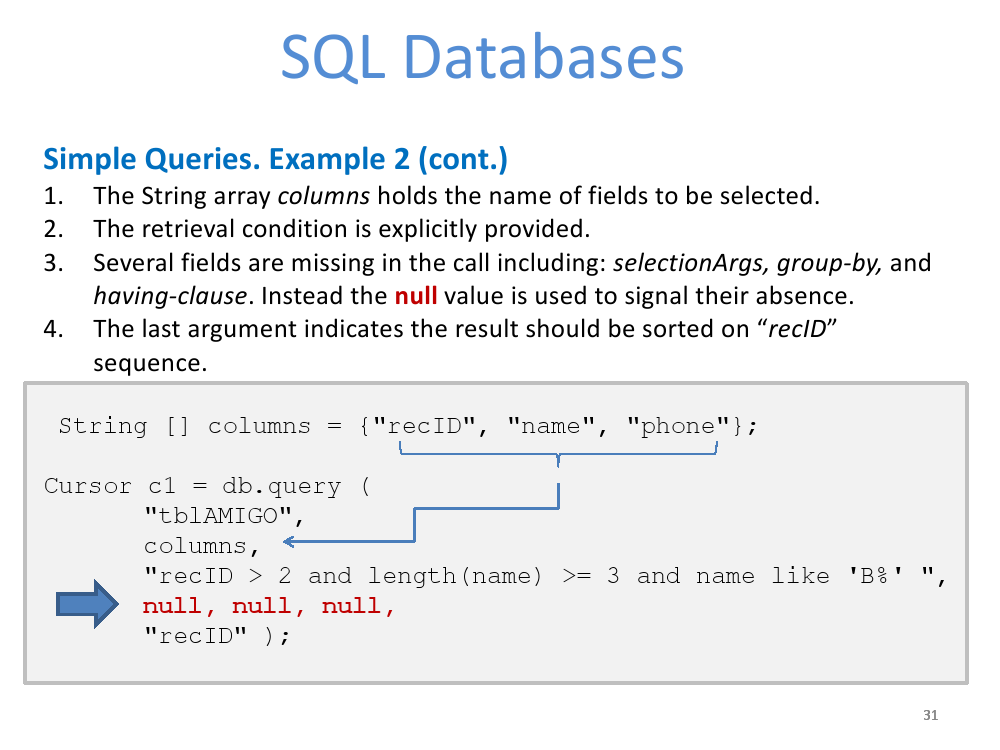 SQL Databases
Simple Queries. Example 2 (cont.)
1. The String array columns holds the name of fields to be selected.
2. The retrieval condition is explicitly provided.
3. Several fields are missing in the call including: selectionArgs, group-by, and
having-clause. Instead the null value is used to signal their absence.
4. The last argument indicates the result should be sorted on “recID”
sequence.
String [] columns = {"recID", "name", "phone"};
Cursor c1 = db.query (
"tblAMIGO",
columns,
"recID > 2 and length(name) >= 3 and name like 'B%' ",
null, null, null,
"recID" );
31